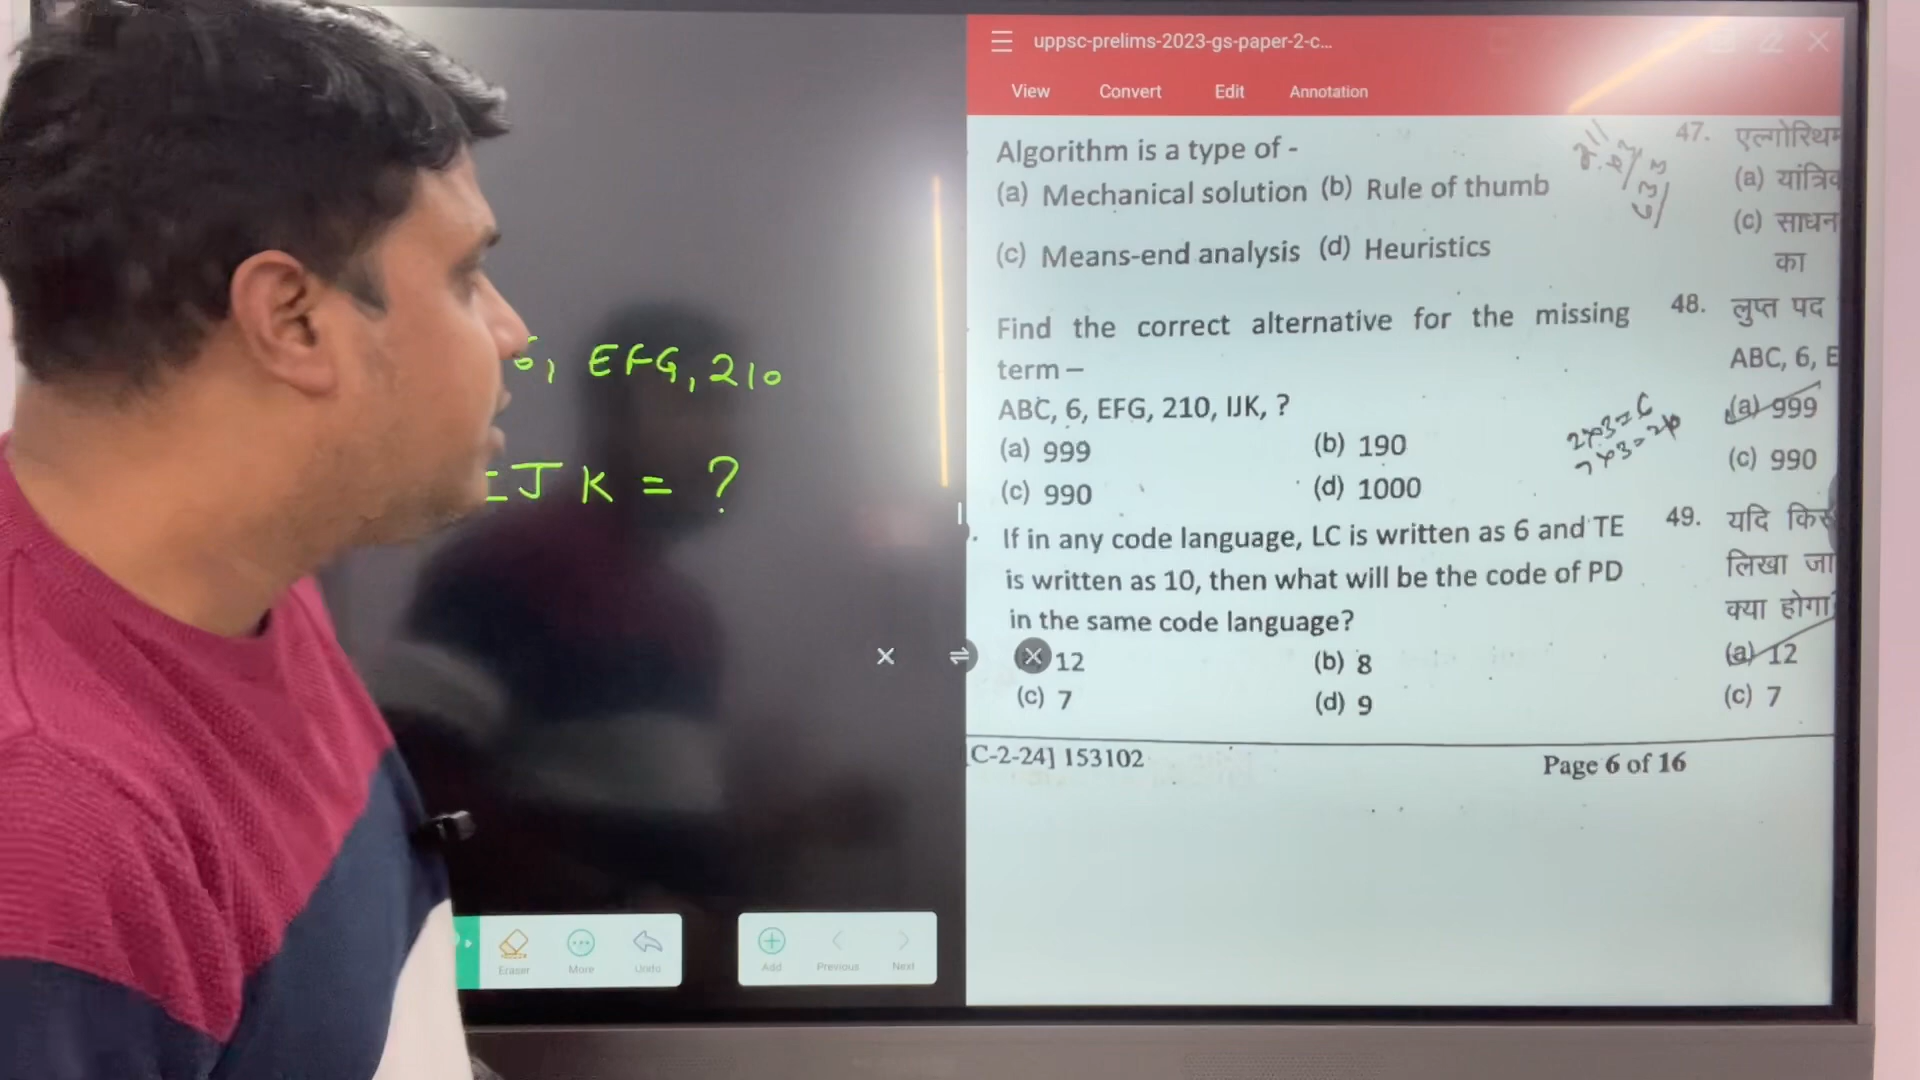 uppsc-prelims-2023-gs-paper-2-c...
View Convert Edit Annotation
Algorithm is a type of -
(a) Mechanical solution (b) Rule of thumb
(c) Means-end analysis (d) Heuristics
Find the correct alternative for the missing
term –
ABC, 6, EFG, 210, IJK, ?
(a) 999 (b) 190
(c) 990 (d) 1000
If in any code language, LC is written as 6 and TE
is written as 10, then what will be the code of PD
in the same code language?
12 (b) 8
(c) 7 (d) 9
C-2-24] 153102 Page 6 of 16
47. एल्गोरिथम
(a) यांत्रिक
(c) साधन
का
48. लुप्त पद
ABC, 6, E
(a) 999
(c) 990
49. यदि किस
लिखा जा
क्या होगा
(a) 12
(c) 7
6, EFG, 210
IJK = ?
Eraser More Undo
Add Previous Next